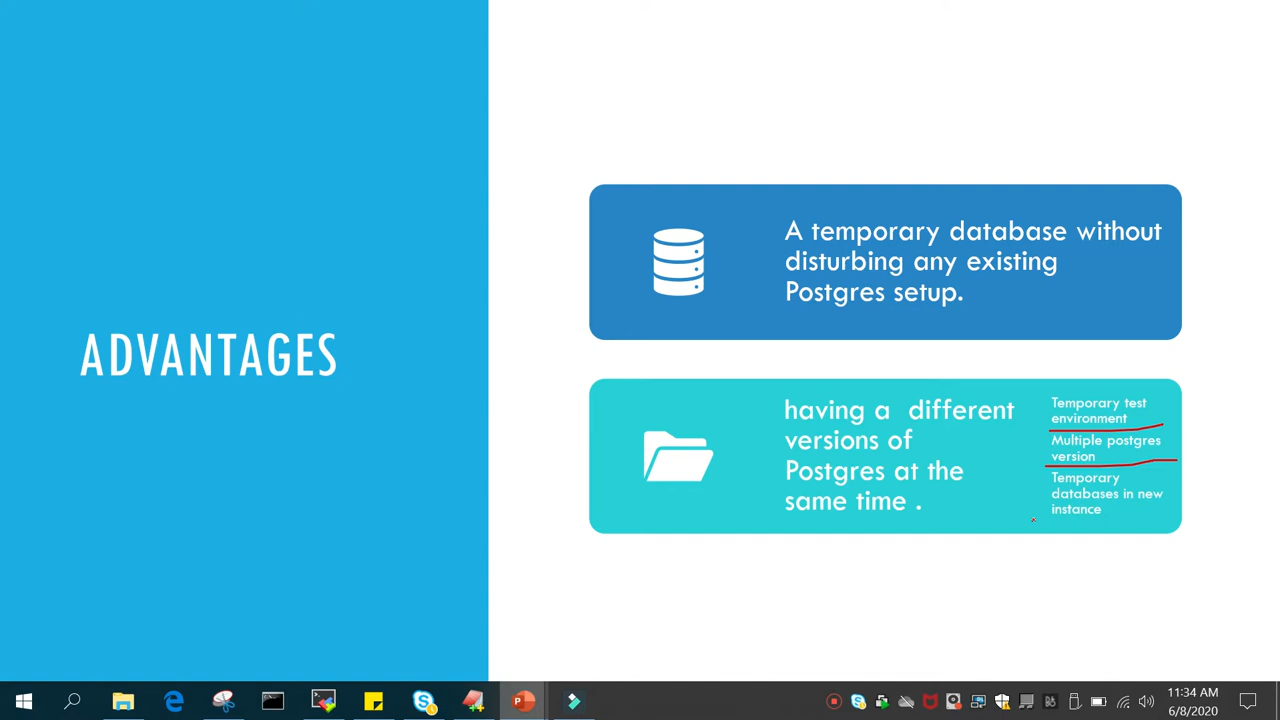 ADVANTAGES
A temporary database without
disturbing any existing
Postgres setup.
having a different
versions of
Postgres at the
same time .
Temporary test
environment
Multiple postgres
version
Temporary
databases in new
instance
11:34 AM
6/8/2020